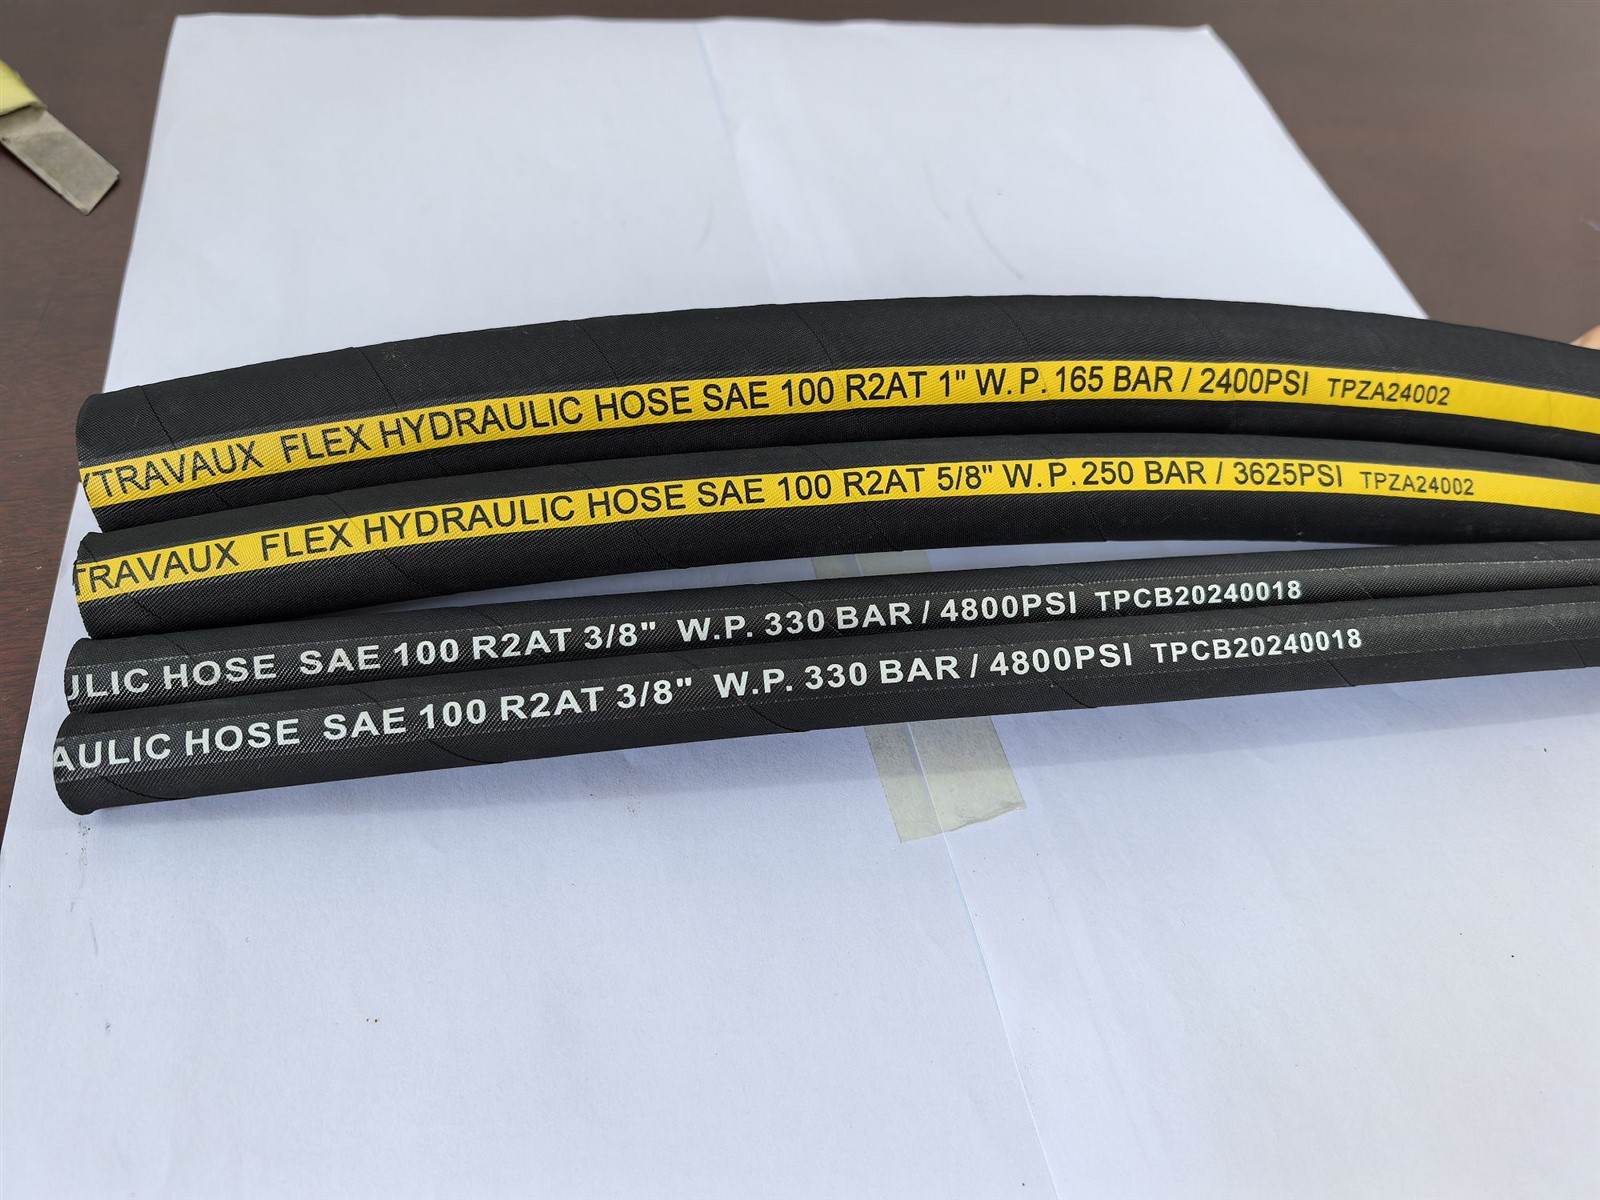 TRAVAUX FLEX HYDRAULIC HOSE SAE 100 R2AT 1" W.P. 165 BAR / 2400PSI TPZA24002
TRAVAUX FLEX HYDRAULIC HOSE SAE 100 R2AT 5/8" W.P. 250 BAR / 3625PSI TPZA24002
ULIC HOSE SAE 100 R2AT 3/8" W.P. 330 BAR / 4800PSI TPCB20240018
AULIC HOSE SAE 100 R2AT 3/8" W.P. 330 BAR / 4800PSI TPCB20240018